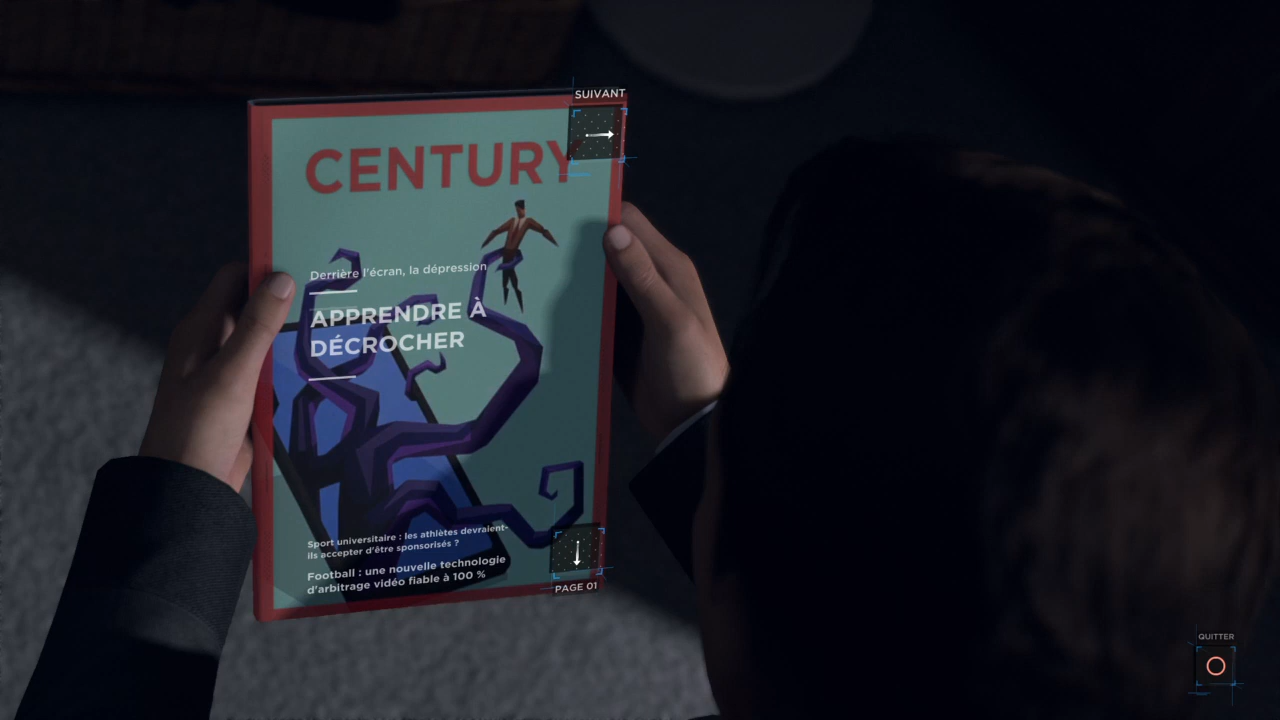 SUIVANT
CENTURY
Derrière l'écran, la dépression
APPRENDRE À
DÉCROCHER
Sport universitaire : les athlètes devraient-
ils accepter d'être sponsorisés ?
Football : une nouvelle technologie
d'arbitrage vidéo fiable à 100 %
PAGE 01
QUITTER